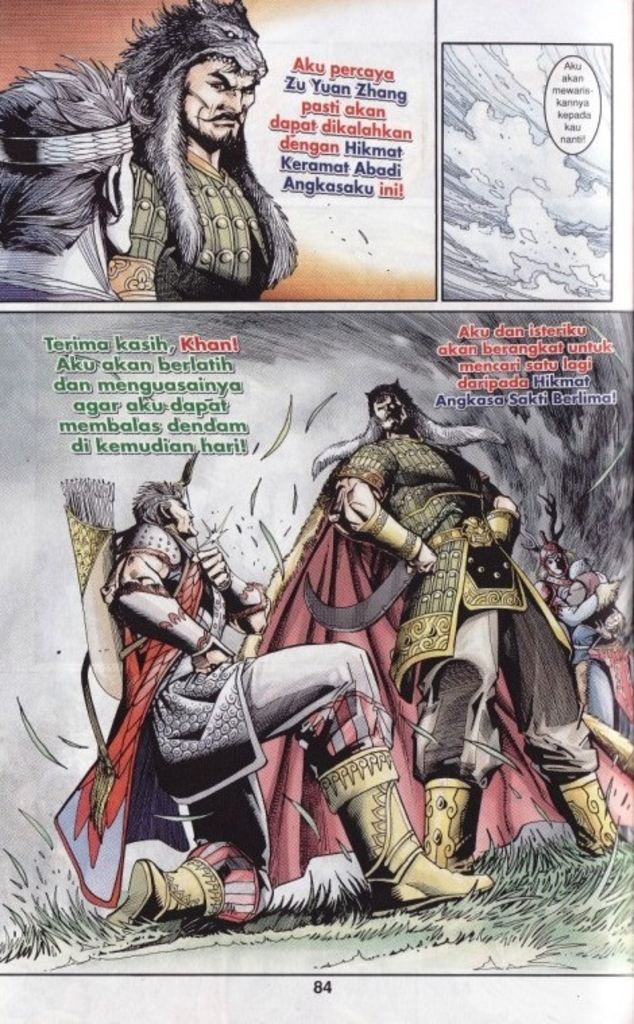 Aku percaya
Zu Yuan Zhang
pasti akan
dapat dikalahkan
dengan Hikmat
Keramat Abadi
Angkasaku ini!
Aku
akan
mewaris-
kannya
kepada
kau
nanti!
Terima kasih, Khan!
Aku akan berlatih
dan menguasainya
agar aku dapat
membalas dendam
di kemudian hari!
Aku dan isteriku
akan berangkat untuk
mencari satu lagi
daripada Hikmat
Angkasa Sakti Berlima!
84